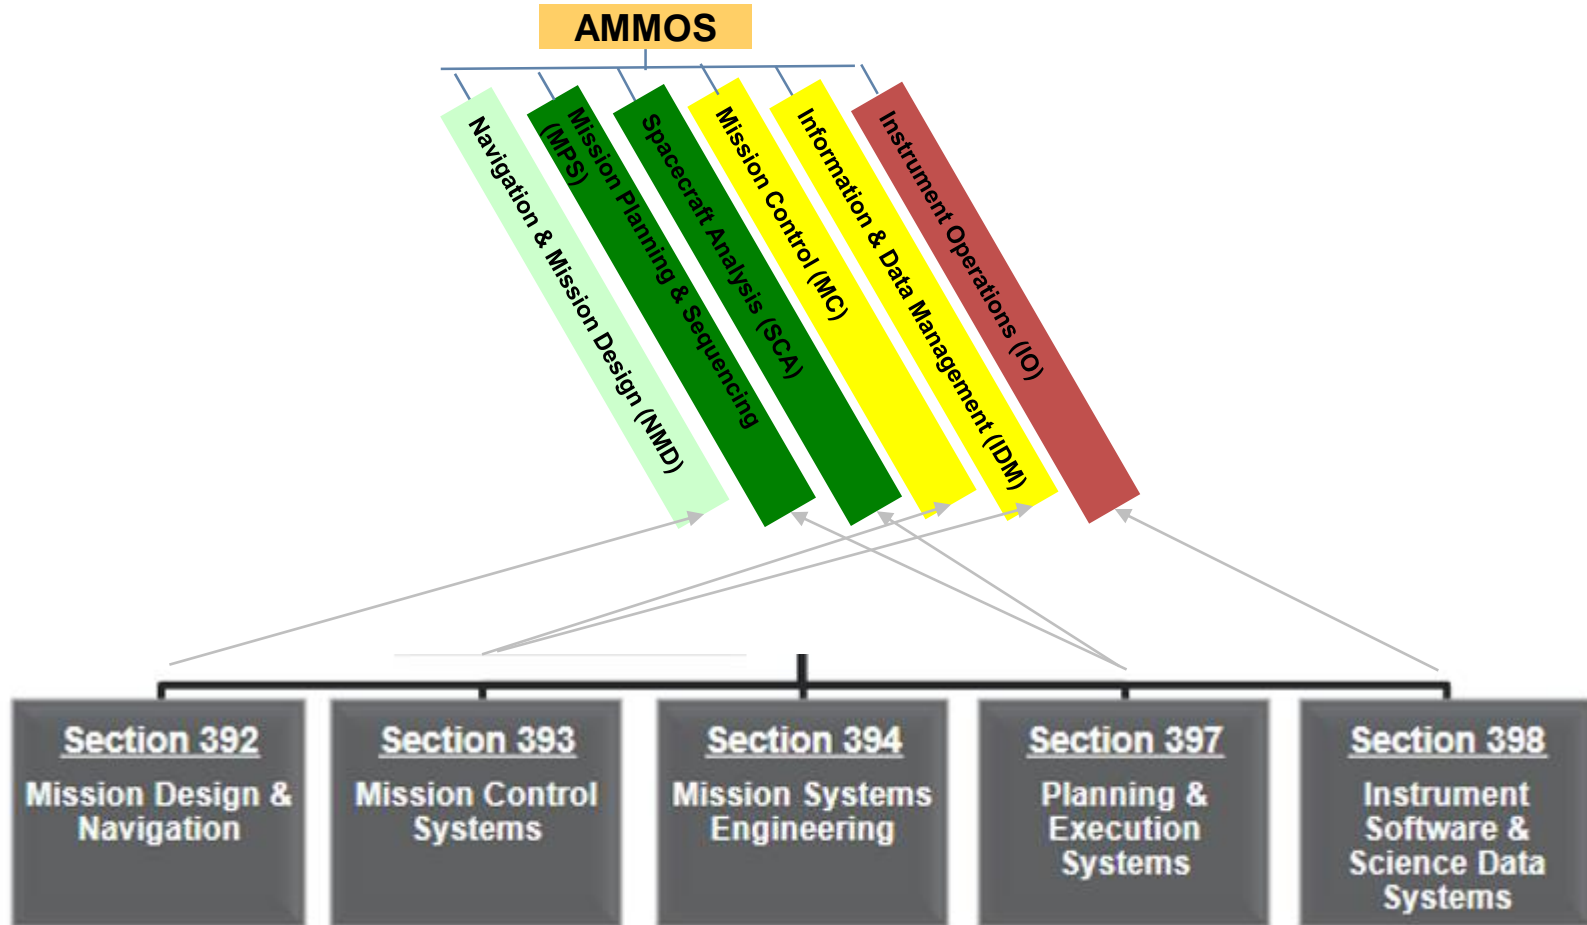 AMMOS
Navigation & Mission Design (NMD)
Mission Planning & Sequencing
(MPS)
Spacecraft Analysis (SCA)
Mission Control (MC)
Information & Data Management (IDM)
Instrument Operations (IO)
Section 392
Mission Design &
Navigation
Section 393
Mission Control
Systems
Section 394
Mission Systems
Engineering
Section 397
Planning &
Execution
Systems
Section 398
Instrument
Software &
Science Data
Systems